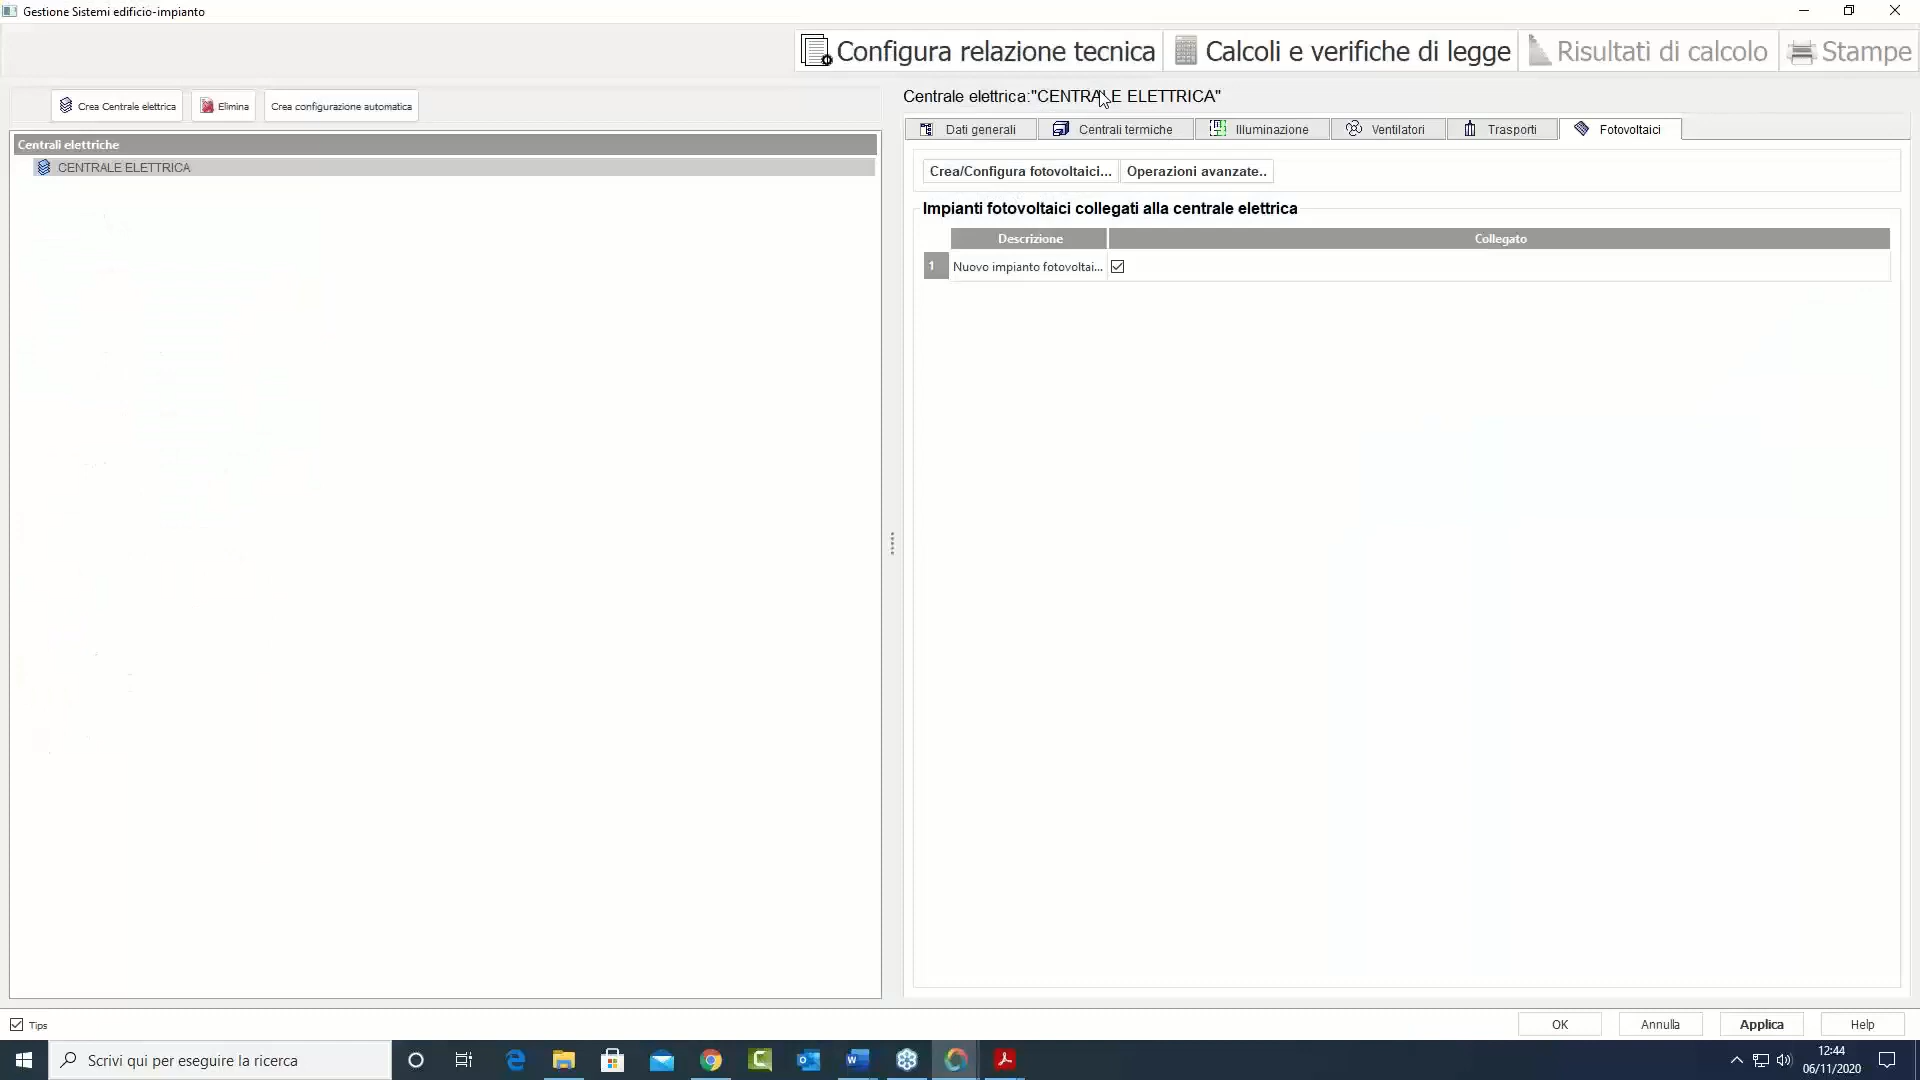 Gestione Sistemi edificio-impianto
Configura relazione tecnica
Calcoli e verifiche di legge
Risultati di calcolo
Stampe
Crea Centrale elettrica
Elimina
Crea configurazione automatica
Centrali elettriche
CENTRALE ELETTRICA
Centrale elettrica:"CENTRALE ELETTRICA"
Dati generali
Centrali termiche
Illuminazione
Ventilatori
Trasporti
Fotovoltaici
Crea/Configura fotovoltaici...
Operazioni avanzate..
Impianti fotovoltaici collegati alla centrale elettrica
Descrizione
Collegato
1
Nuovo impianto fotovoltai...
Tips
OK
Annulla
Applica
Help
Scrivi qui per eseguire la ricerca
12:44
06/11/2020